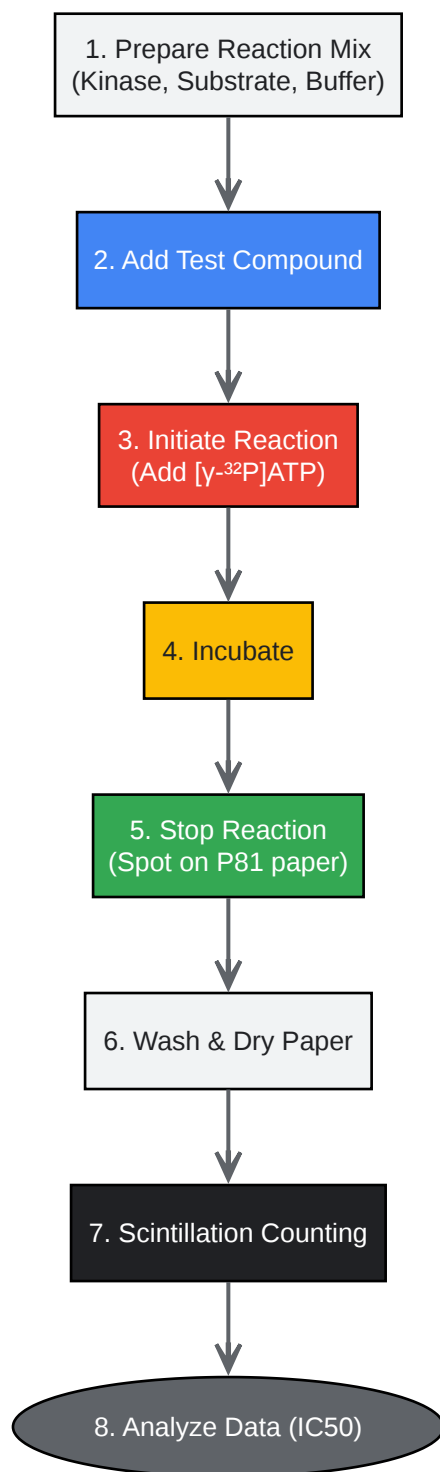 1. Prepare Reaction Mix
(Kinase, Substrate, Buffer)
2. Add Test Compound
3. Initiate Reaction
(Add [γ-³²P]ATP)
4. Incubate
5. Stop Reaction
(Spot on P81 paper)
6. Wash & Dry Paper
7. Scintillation Counting
8. Analyze Data (IC50)